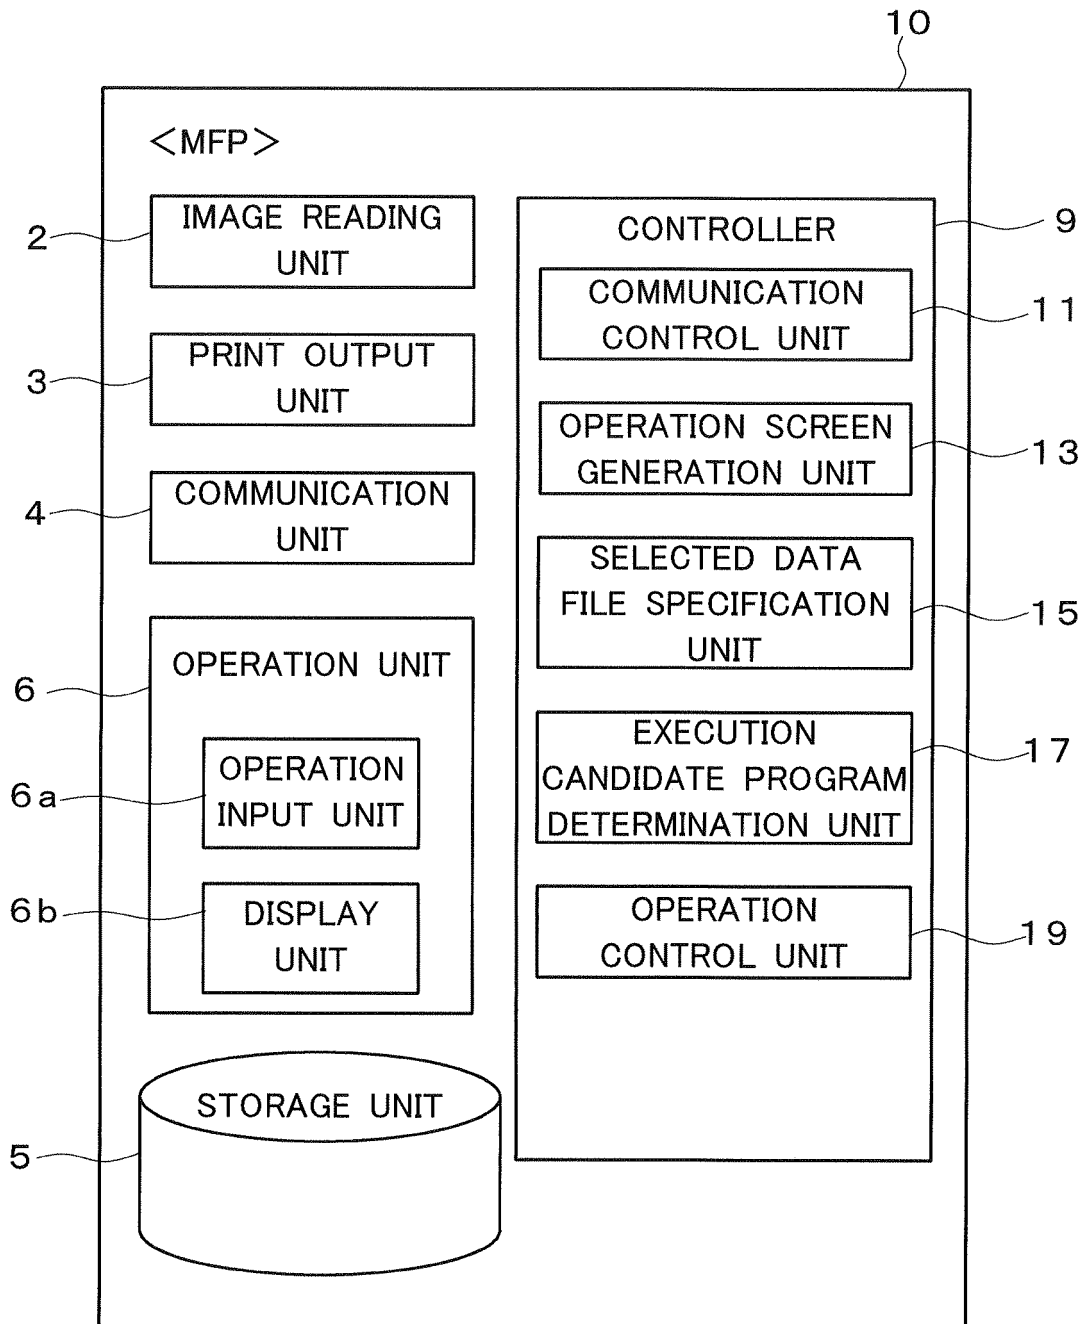 10
<MFP>
2
IMAGE READING
UNIT
3
PRINT OUTPUT
UNIT
4
COMMUNICATION
UNIT
6
OPERATION UNIT
6a
OPERATION
INPUT UNIT
6b
DISPLAY
UNIT
5
STORAGE UNIT
CONTROLLER
9
COMMUNICATION
CONTROL UNIT
11
OPERATION SCREEN
GENERATION UNIT
13
SELECTED DATA
FILE SPECIFICATION
UNIT
15
EXECUTION
CANDIDATE PROGRAM
DETERMINATION UNIT
17
OPERATION
CONTROL UNIT
19